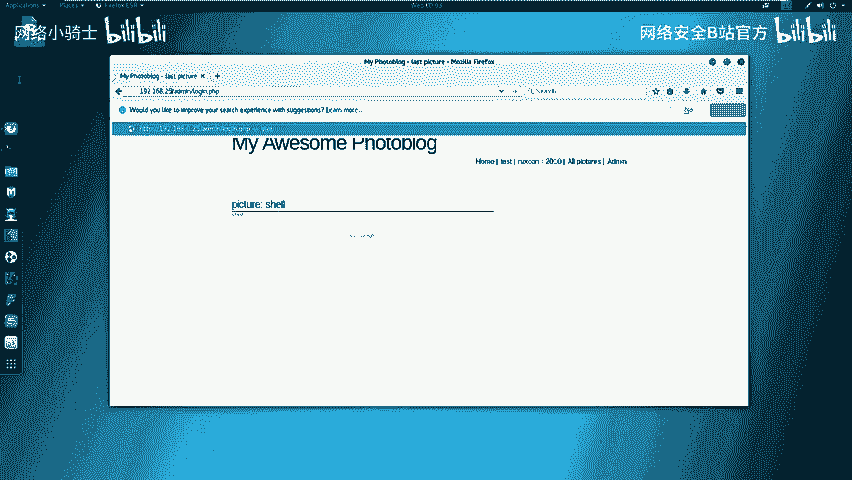 Applications Places Firefox ESR
网络小骑士 bilibili
网络安全B站官方 bilibili
My Photoblog - last picture - Mozilla Firefox
My Photoblog - last picture
192.168.25/admin/login.php
Search
Would you like to improve your search experience with suggestions? Learn more…
No
My Awesome Photoblog
Home | test | ruxcon | 2010 | All pictures | Admin
picture: shell